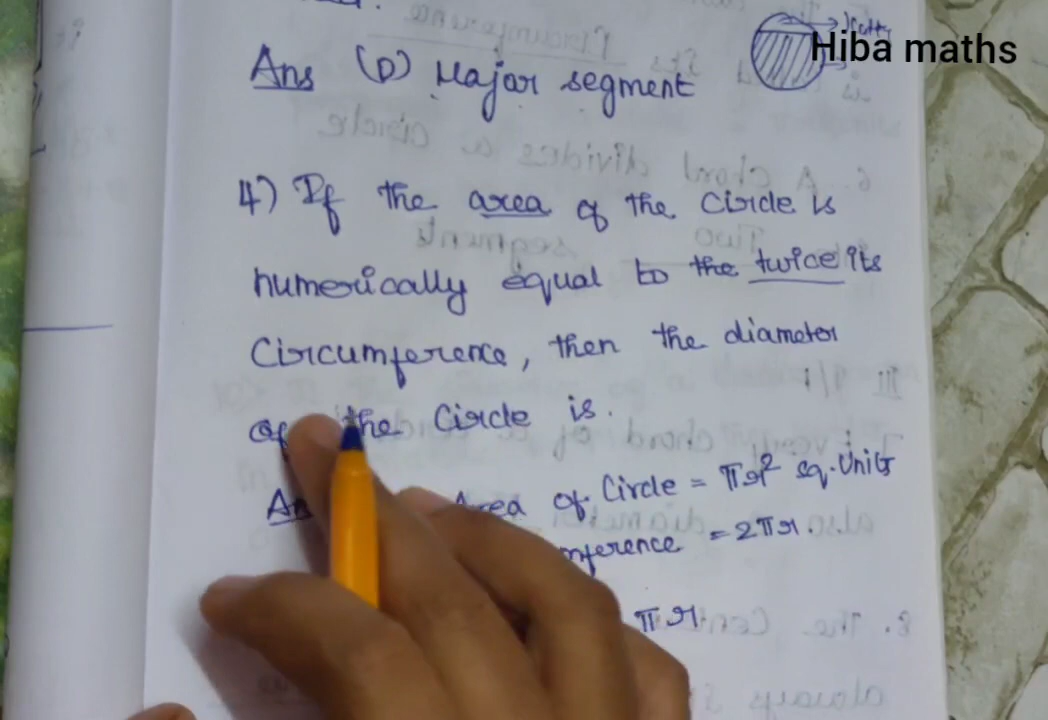 Hiba maths
Ans (D) Major segment
4) If the area of the circle is
numerically equal to the twice its
Circumference, then the diameter
of the Circle is.
Area of Circle = πr² sq.units
= 2πr.
πr